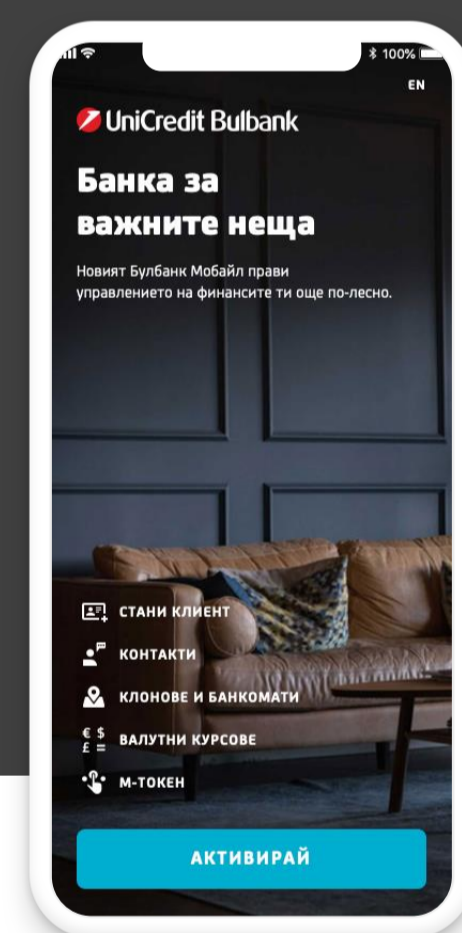 100%
EN
UniCredit Bulbank
Банка за
важните неща
Новият Булбанк Мобайл прави
управлението на финансите ти още по-лесно.
СТАНИ КЛИЕНТ
КОНТАКТИ
КЛОНОВЕ И БАНКОМАТИ
€ $
£ =
ВАЛУТНИ КУРСОВЕ
М-ТОКЕН
АКТИВИРАЙ